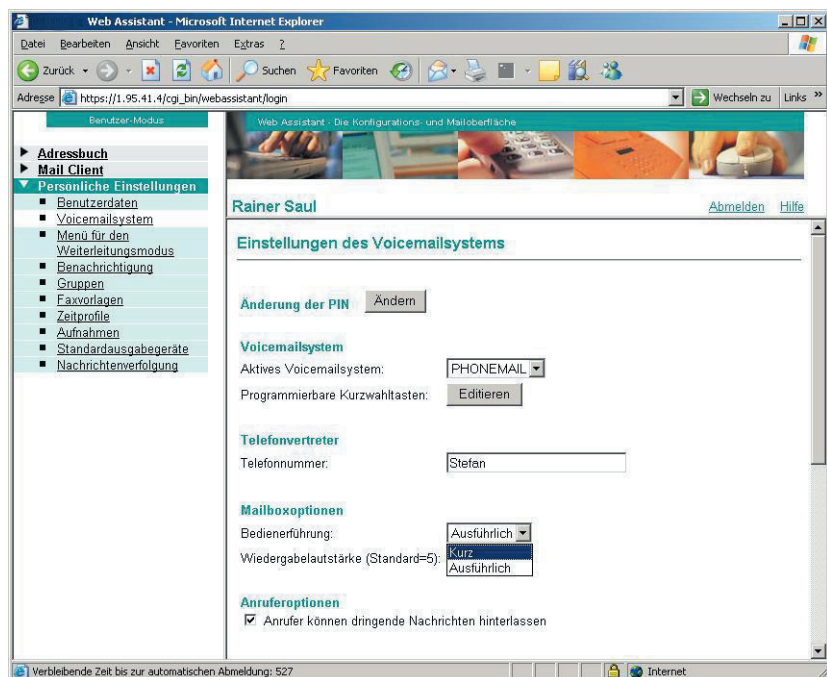 Web Assistant - Microsoft Internet Explorer
Datei Bearbeiten Ansicht Favoriten Extras ?
Zurück Suchen Favoriten
Adresse https://1.95.41.4/cgi_bin/webassistant/login Wechseln zu Links »
Benutzer-Modus
Web Assistant - Die Konfigurations- und Mailoberfläche
Adressbuch
Mail Client
Persönliche Einstellungen
Benutzerdaten
Voicemailsystem
Menü für den
Weiterleitungsmodus
Benachrichtigung
Gruppen
Faxvorlagen
Zeitprofile
Aufnahmen
Standardausgabegeräte
Nachrichtenverfolgung
Rainer Saul Abmelden Hilfe
Einstellungen des Voicemailsystems
Änderung der PIN Ändern
Voicemailsystem
Aktives Voicemailsystem: PHONEMAIL
Programmierbare Kurzwahltasten: Editieren
Telefonvertreter
Telefonnummer: Stefan
Mailboxoptionen
Bedienerführung: Ausführlich
Kurz
Wiedergabelautstärke (Standard=5):
Ausführlich
Anruferoptionen
Anrufer können dringende Nachrichten hinterlassen
Verbleibende Zeit bis zur automatischen Abmeldung: 527 Internet